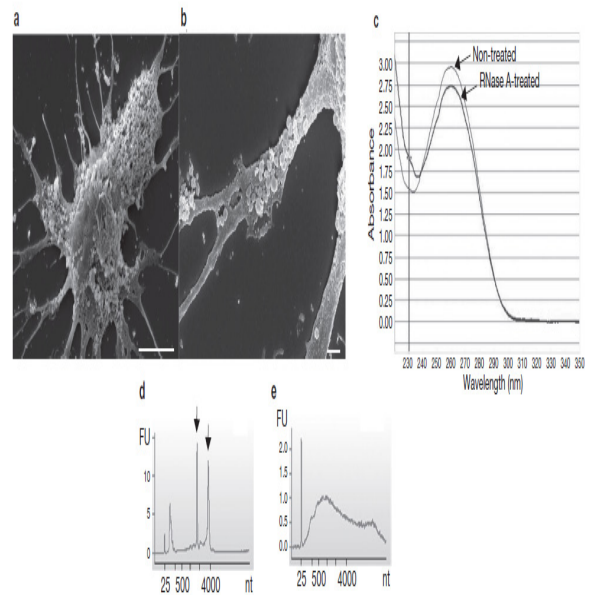 a
b
c
Non-treated
RNase A-treated
Absorbance
3.00
2.75
2.50
2.25
2.00
1.75
1.50
1.25
1.00
0.75
0.50
0.25
0.00
230 240 250 260 270 280 290 300 310 320 330 340 350
Wavelength (nm)
d
FU
10
5
0
25 500 4000 nt
e
FU
2.0
1.5
1.0
0.5
0.0
25 500 4000 nt